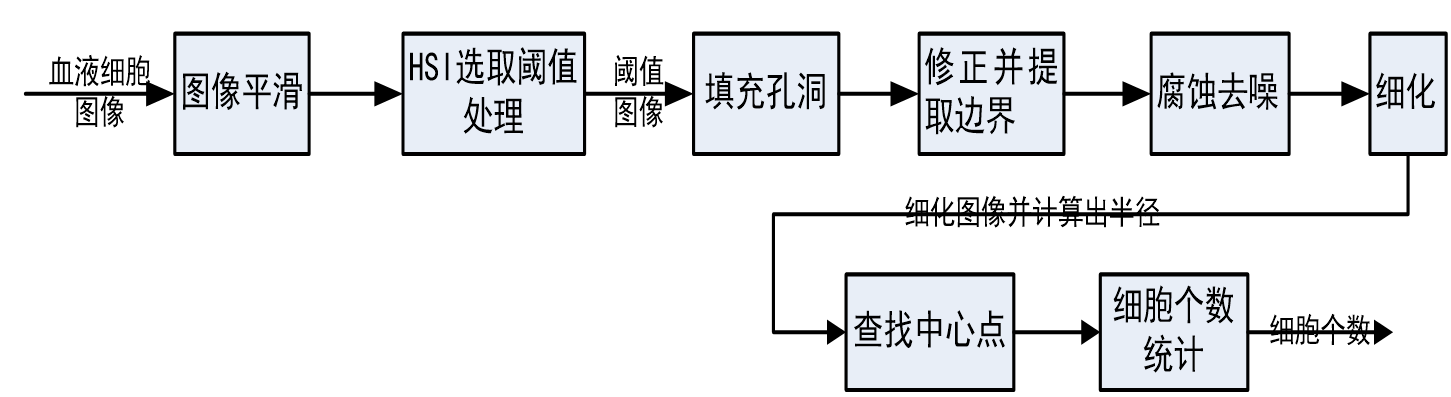 血液细胞
图像
图像平滑
HSI选取阈值
处理
阈值
图像
填充孔洞
修正并提
取边界
腐蚀去噪
细化
细化图像并计算出半径
查找中心点
细胞个数
统计
细胞个数